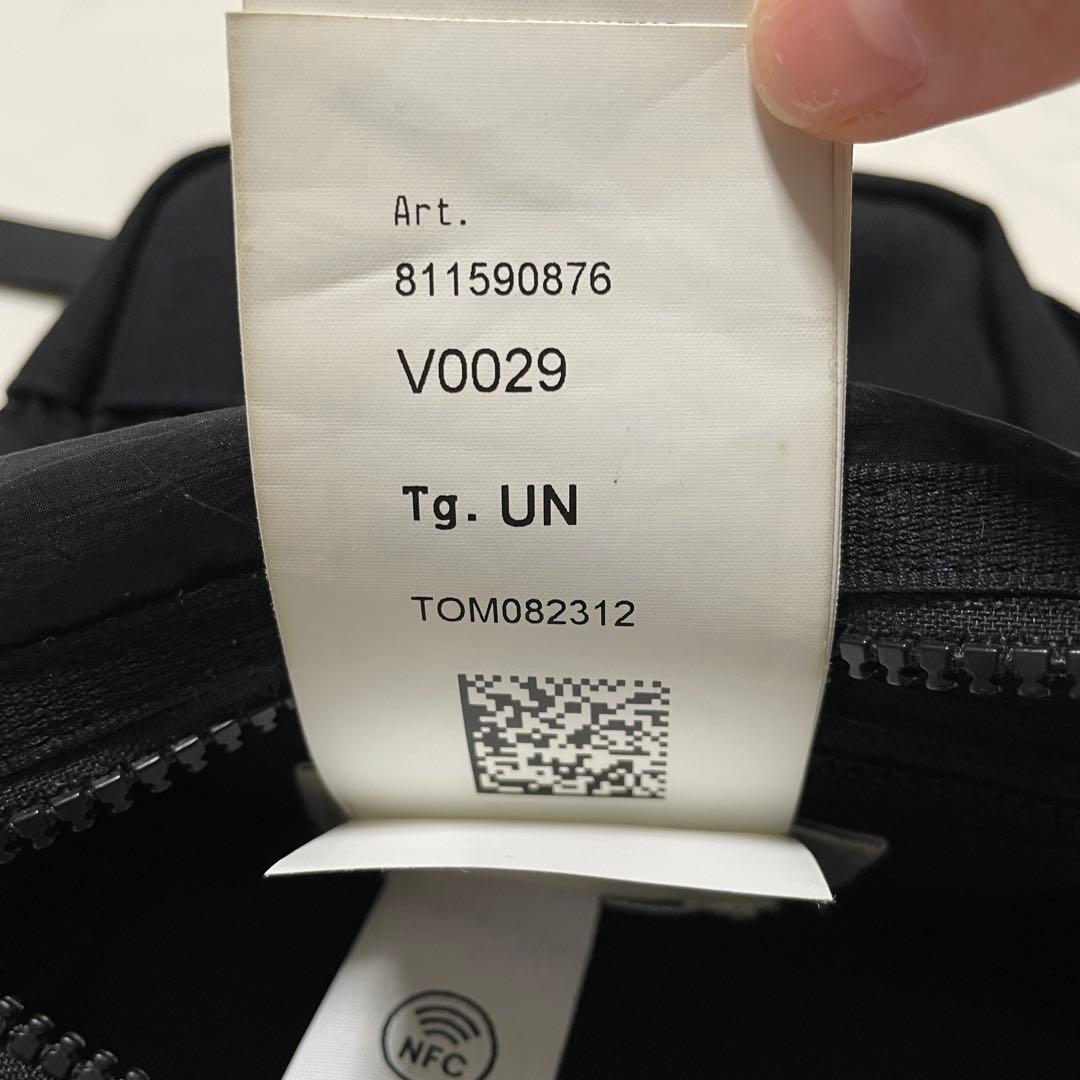 Art.
811590876
V0029
Tg. UN
TOM082312
NFC